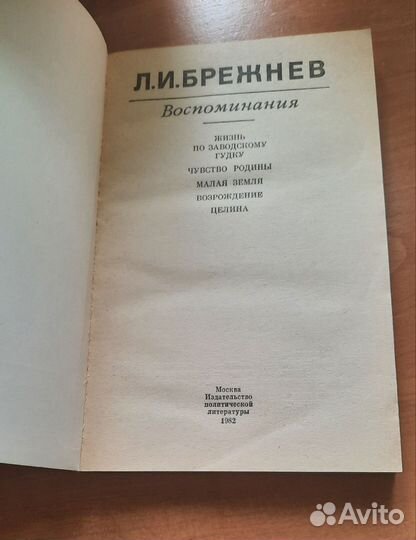 Л.И.БРЕЖНЕВ
Воспоминания
ЖИЗНЬ
ПО ЗАВОДСКОМУ
ГУДКУ
ЧУВСТВО РОДИНЫ
МАЛАЯ ЗЕМЛЯ
ВОЗРОЖДЕНИЕ
ЦЕЛИНА
Москва
Издательство
политической
литературы
1982
Avito